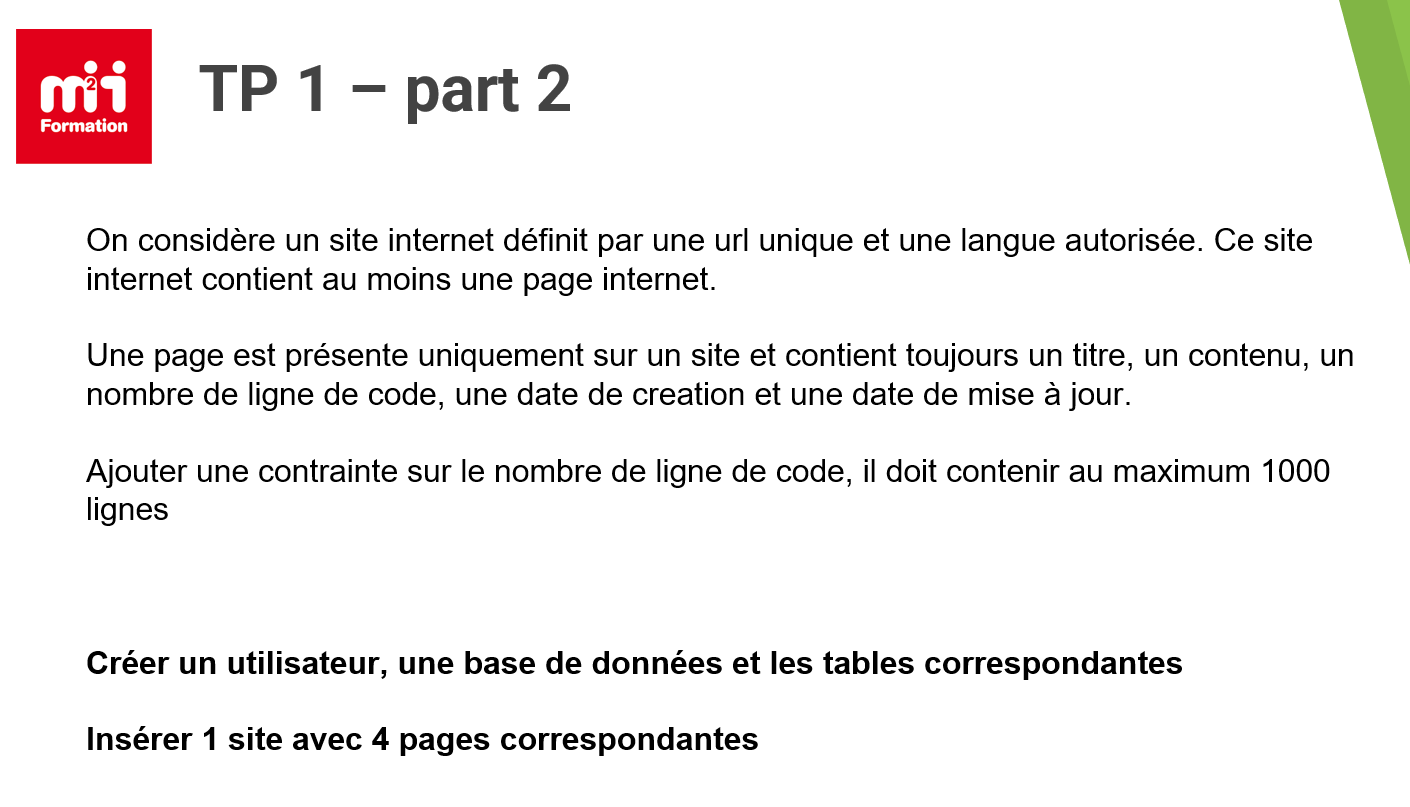 m2i
Formation
TP 1 – part 2
On considère un site internet définit par une url unique et une langue autorisée. Ce site
internet contient au moins une page internet.
Une page est présente uniquement sur un site et contient toujours un titre, un contenu, un
nombre de ligne de code, une date de creation et une date de mise à jour.
Ajouter une contrainte sur le nombre de ligne de code, il doit contenir au maximum 1000
lignes
Créer un utilisateur, une base de données et les tables correspondantes
Insérer 1 site avec 4 pages correspondantes